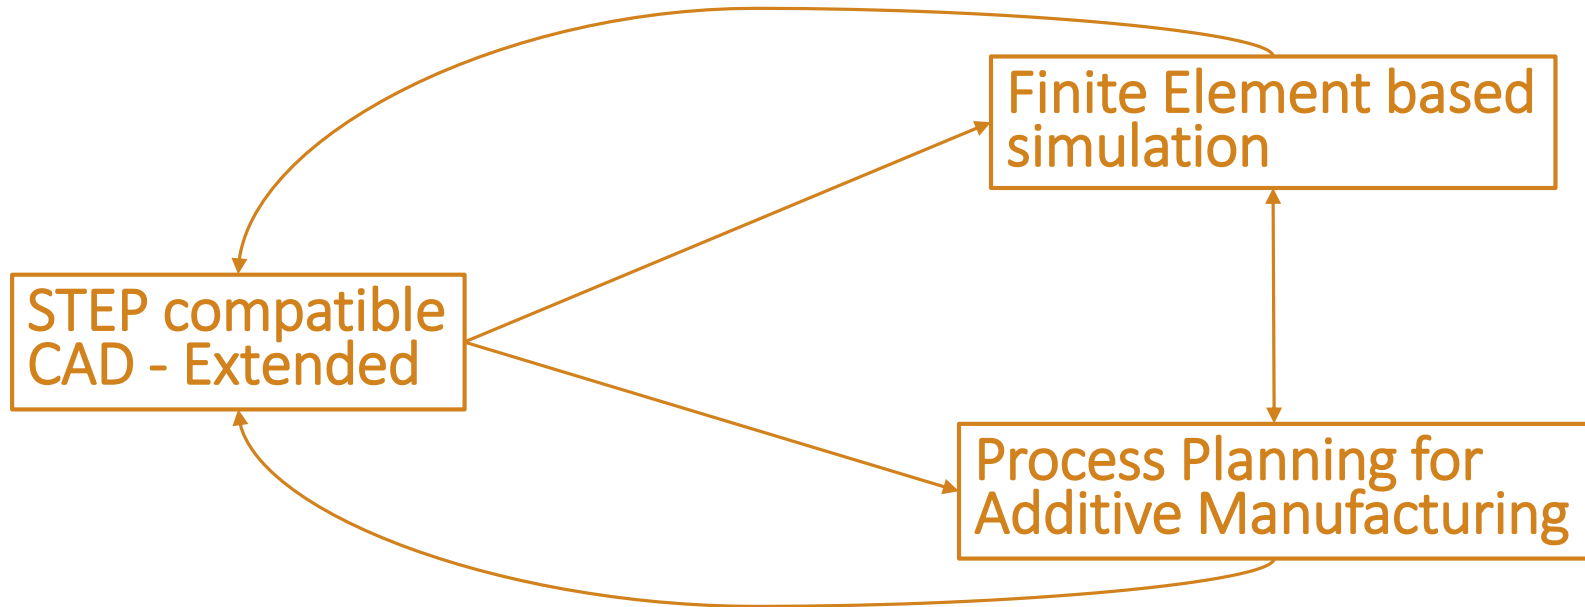 Finite Element based
simulation
STEP compatible
CAD - Extended
Process Planning for
Additive Manufacturing